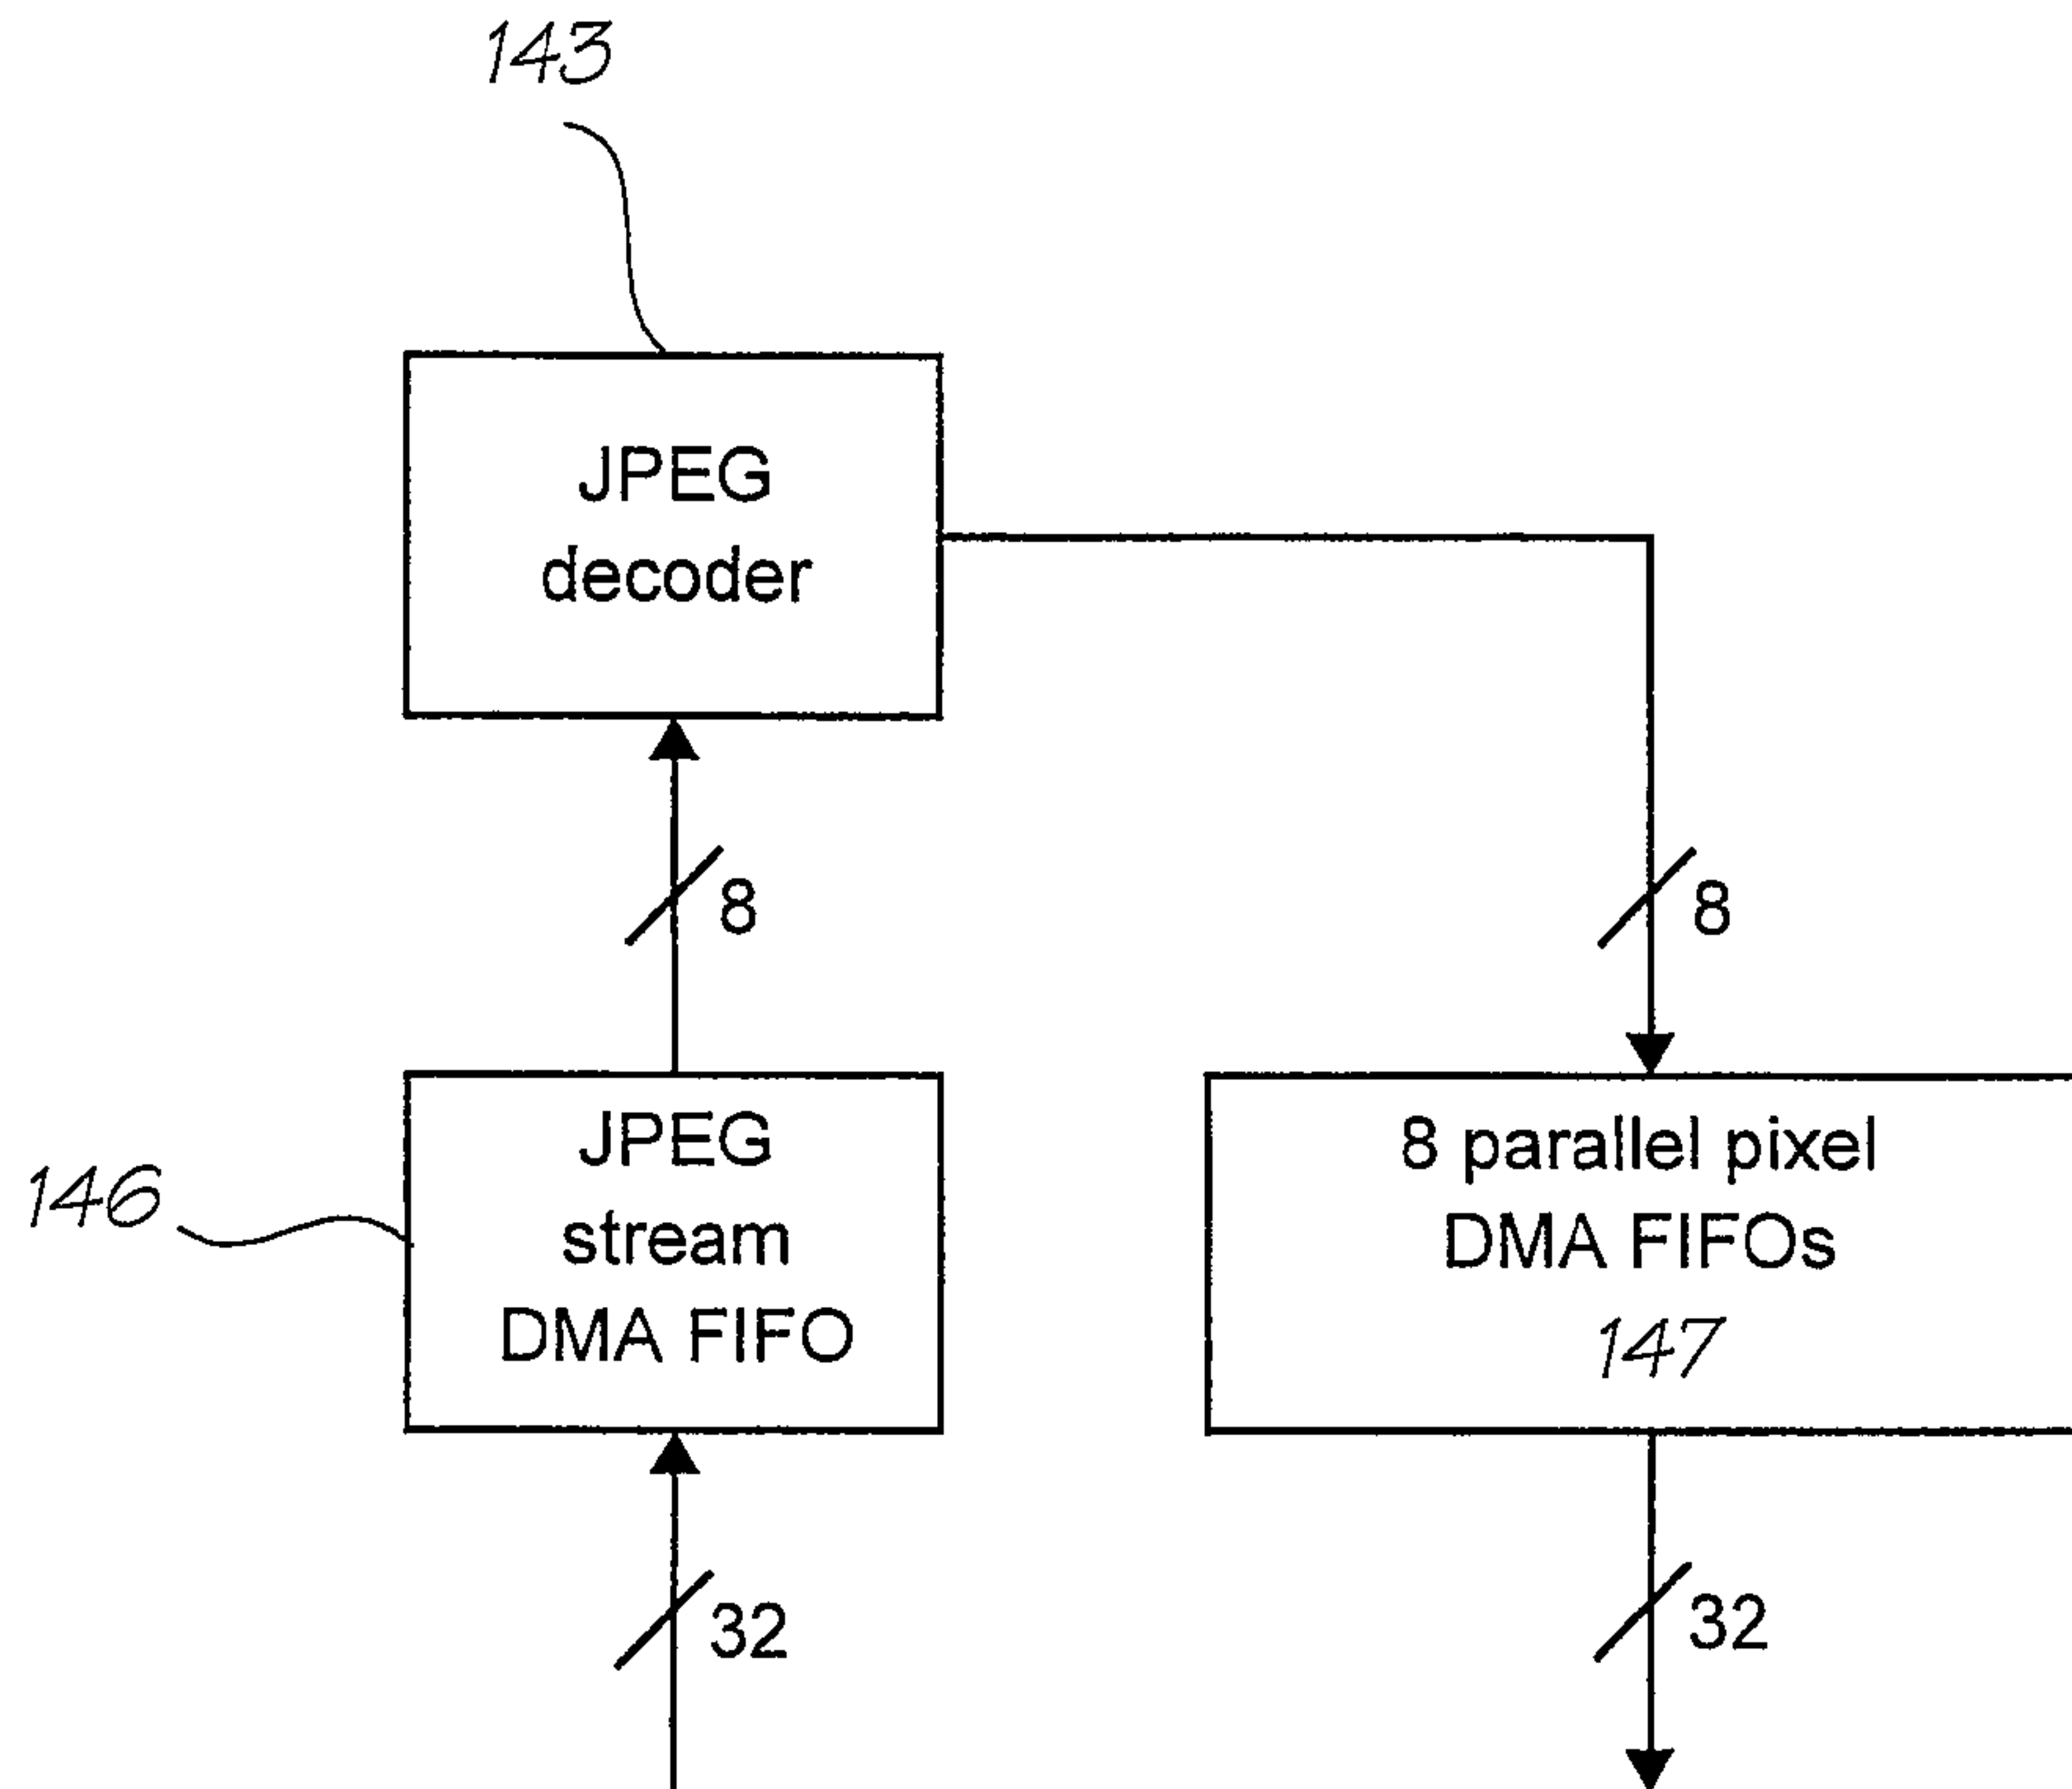 143
JPEG
decoder
8
8
JPEG
stream
DMA FIFO
146
8 parallel pixel
DMA FIFOs
147
32
32